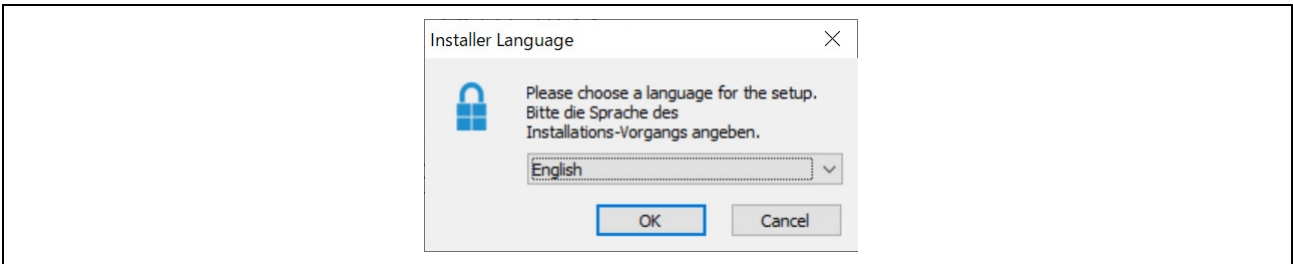 Installer Language
Please choose a language for the setup.
Bitte die Sprache des
Installations-Vorgangs angeben.
English
OK
Cancel